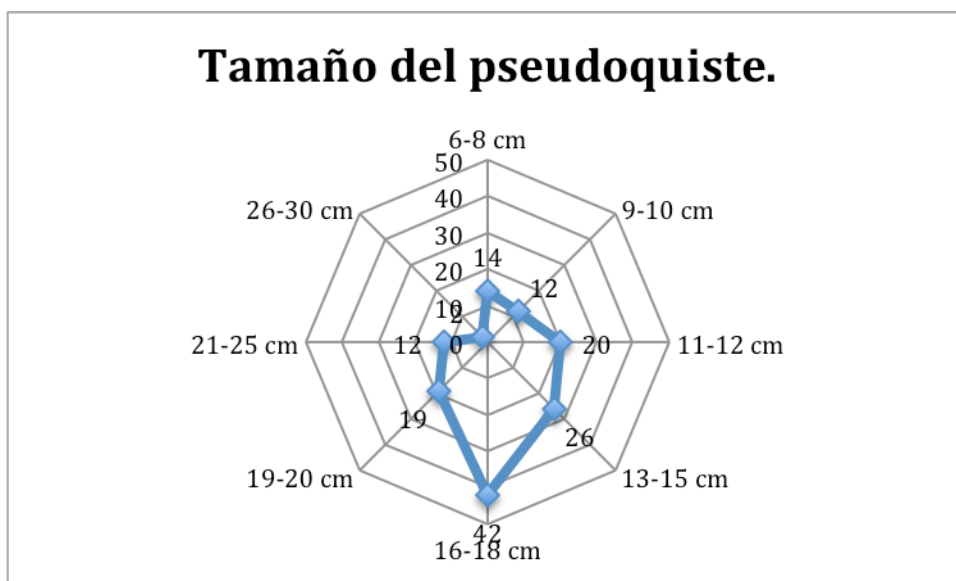 Tamaño del pseudoquiste.
6-8 cm
50
26-30 cm
40
9-10 cm
30
14
20
12
10
2
21-25 cm
12
0
20
11-12 cm
19
26
19-20 cm
13-15 cm
42
16-18 cm